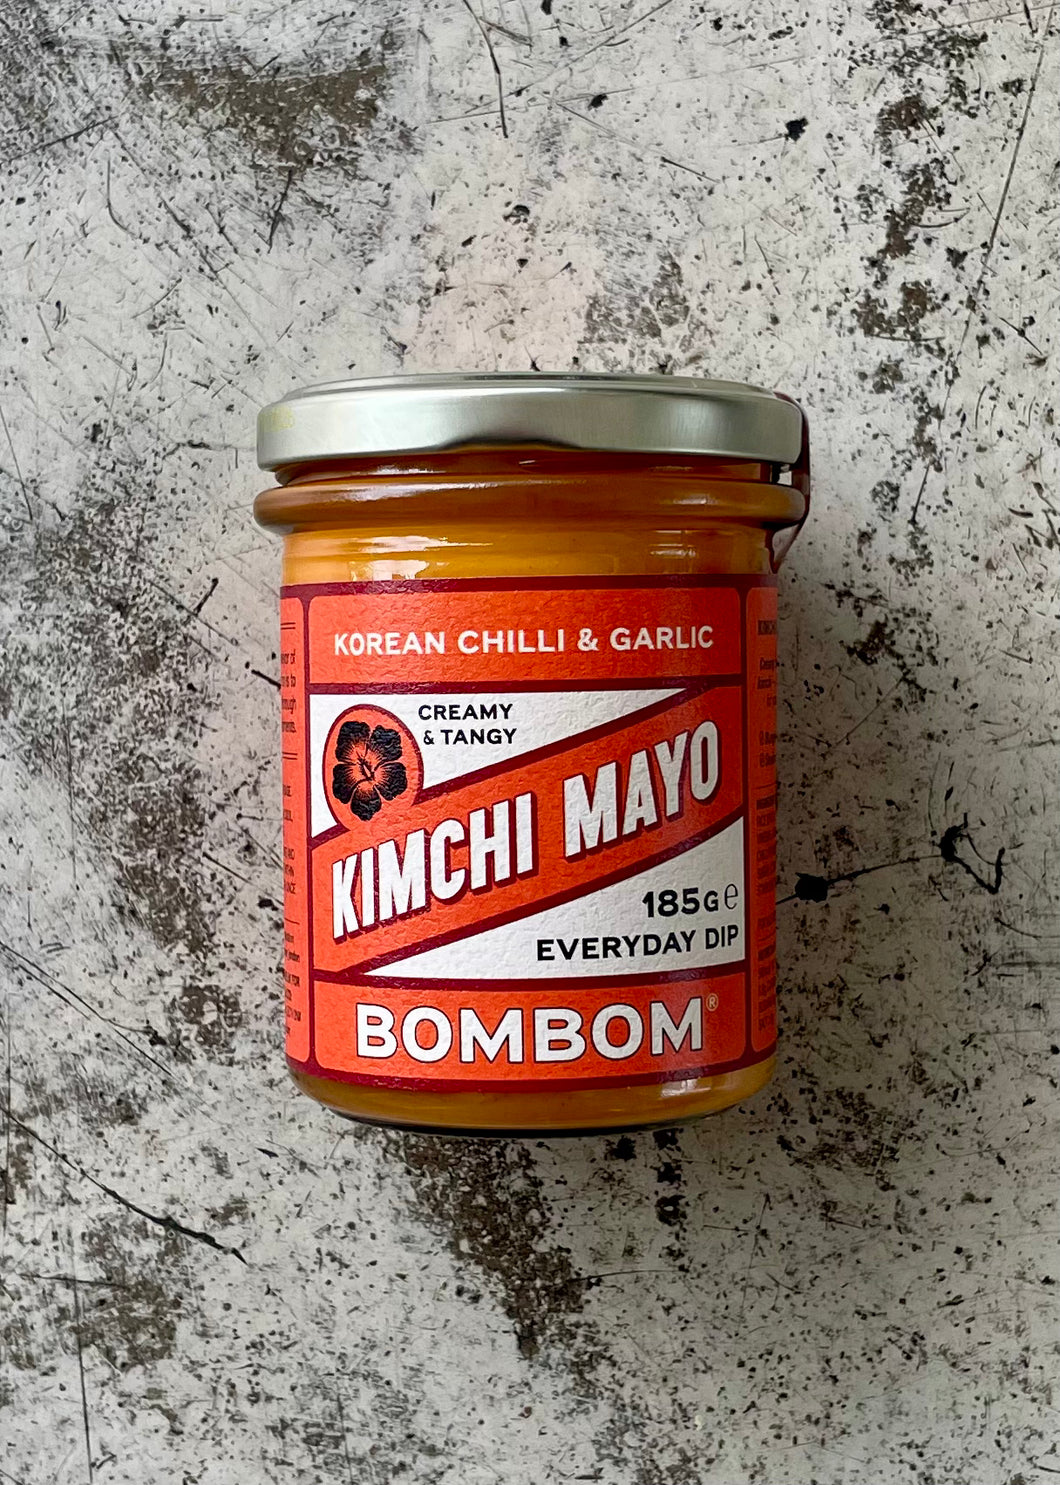 KOREAN CHILLI & GARLIC
CREAMY
& TANGY
KIMCHI MAYO
185G ℮
EVERYDAY DIP
BOMBOM®